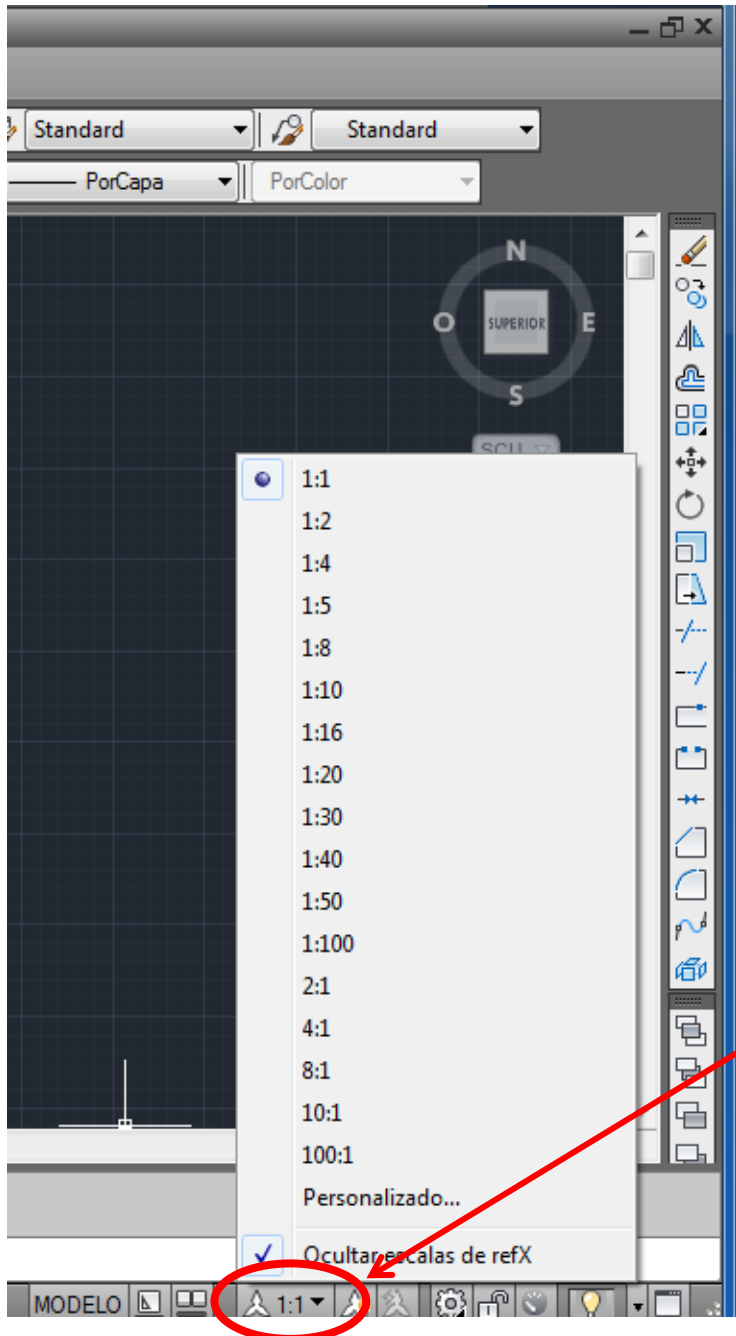 Standard Standard
PorCapa PorColor
N
O SUPERIOR E
S
SCU
1:1
1:2
1:4
1:5
1:8
1:10
1:16
1:20
1:30
1:40
1:50
1:100
2:1
4:1
8:1
10:1
100:1
Personalizado...
Ocultar escalas de refX
MODELO 1:1